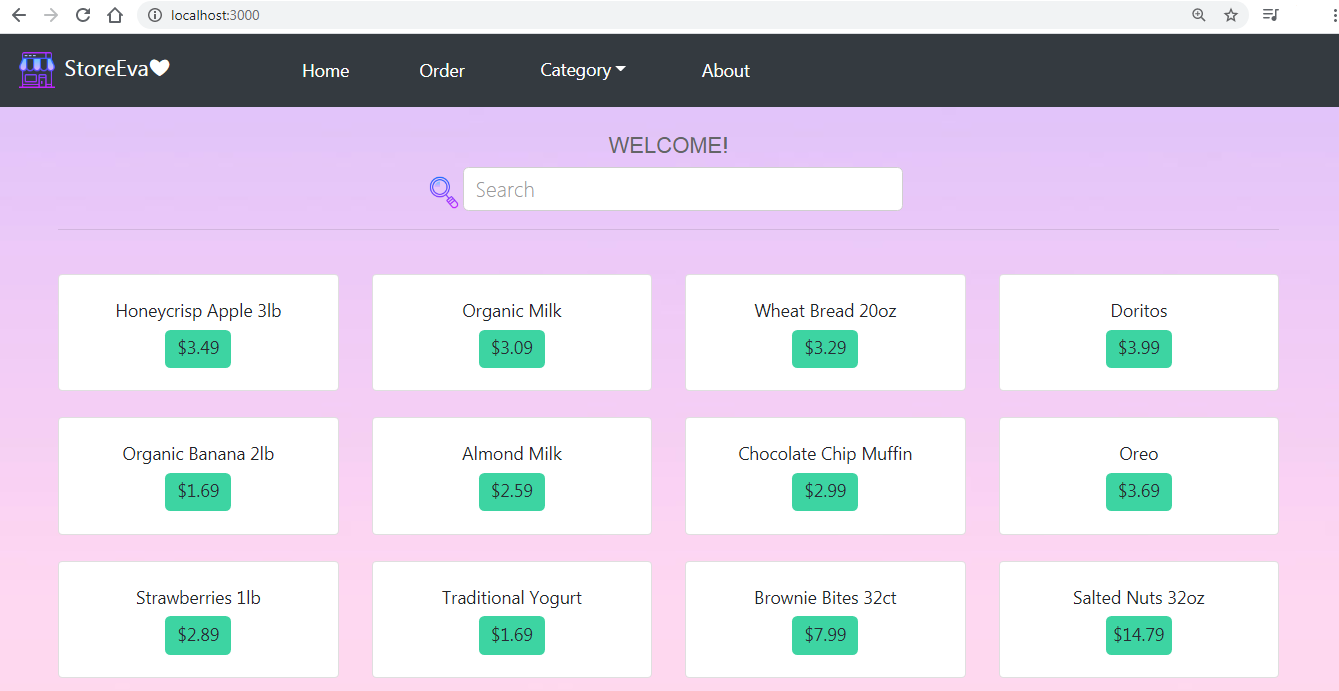 localhost:3000
StoreEva🤍 Home Order Category About
WELCOME!
Search
Honeycrisp Apple 3lb
$3.49
Organic Milk
$3.09
Wheat Bread 20oz
$3.29
Doritos
$3.99
Organic Banana 2lb
$1.69
Almond Milk
$2.59
Chocolate Chip Muffin
$2.99
Oreo
$3.69
Strawberries 1lb
$2.89
Traditional Yogurt
$1.69
Brownie Bites 32ct
$7.99
Salted Nuts 32oz
$14.79